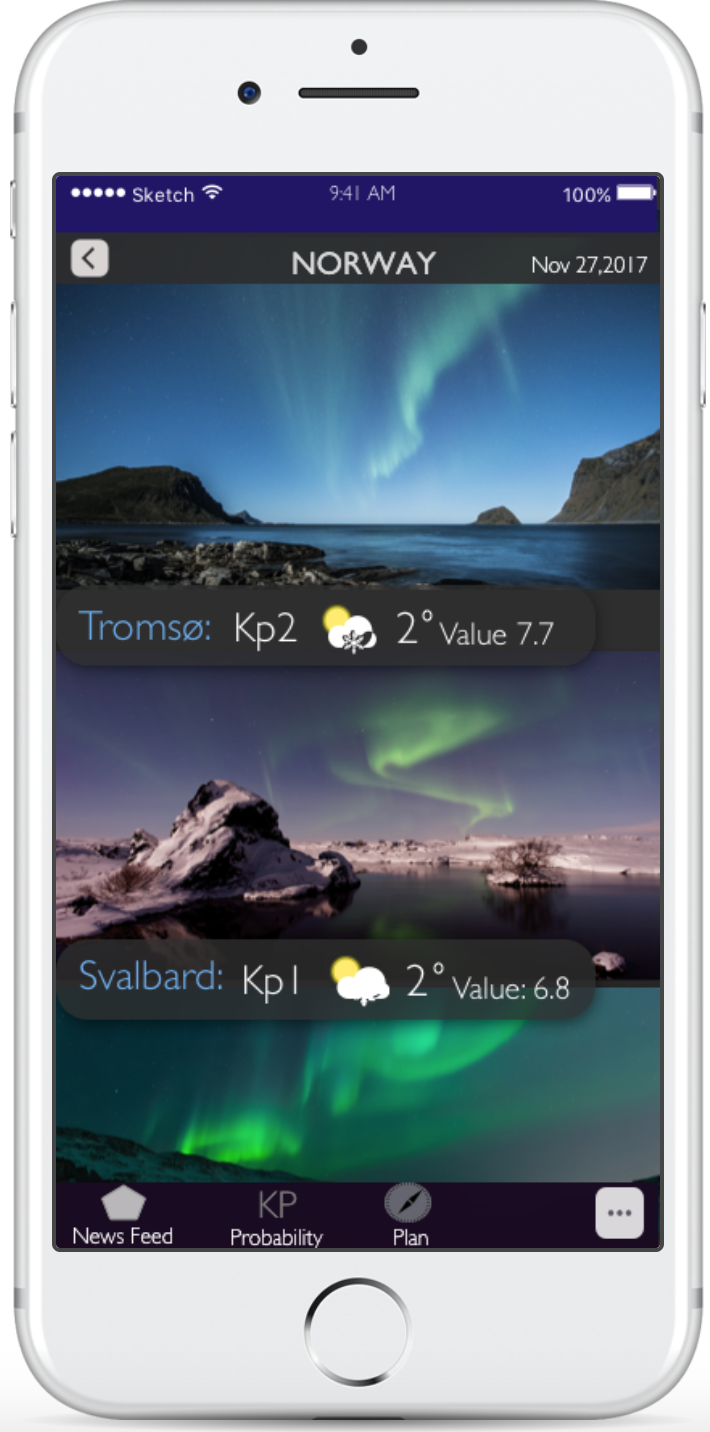 Sketch 9:41 AM 100%
NORWAY Nov 27,2017
Tromsø: Kp2 2° Value 7.7
Svalbard: Kp1 2° Value: 6.8
KP
News Feed Probability Plan